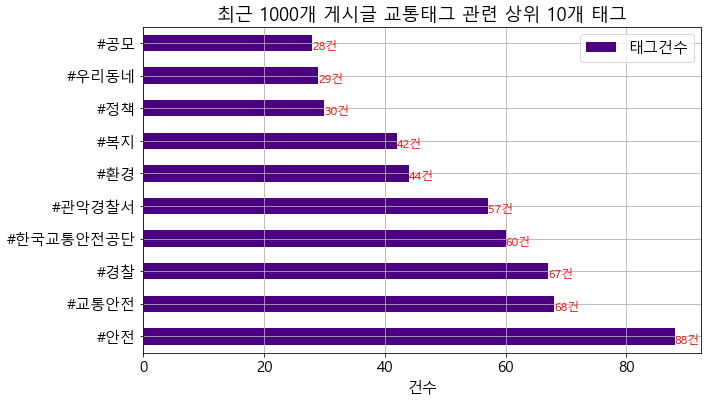 최근 1000개 게시글 교통태그 관련 상위 10개 태그
태그건수
#공모 28건
#우리동네 29건
#정책 30건
#복지 42건
#환경 44건
#관악경찰서 57건
#한국교통안전공단 60건
#경찰 67건
#교통안전 68건
#안전 88건
0 20 40 60 80
건수